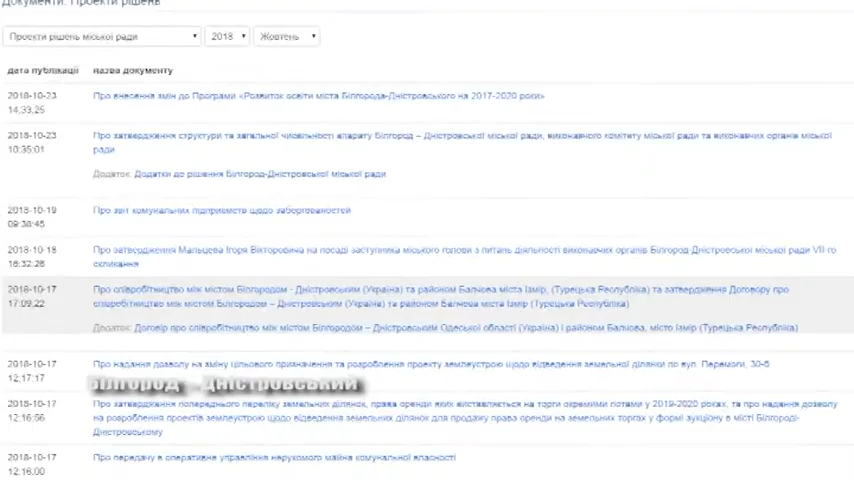 Документи: Проекти рішень
Проекти рішень міської ради 2018 Жовтень
дата публікації назва документу
2018-10-23 Про внесення змін до Програми «Розвиток освіти міста Білгорода-Дністровського на 2017-2020 роки»
14:33:25
2018-10-23 Про затвердження структури та загальної чисельності апарату Білгород – Дністровської міської ради, виконавчого комітету міської ради та виконавчих органів міської
10:35:01 ради
Додаток: Додатки до рішення Білгород-Дністровської міської ради
2018-10-19 Про звіт комунальних підприємств щодо заборгованостей
09:38:45
2018-10-18 Про затвердження Мальцева Ігоря Вікторовича на посаді заступника міського голови з питань діяльності виконавчих органів Білгород-Дністровської міської ради VII-го
16:32:26 скликання
2018-10-17 Про співробітництво між містом Білгородом - Дністровським (Україна) та районом Балчова міста Ізмір, (Турецька Республіка) та затвердження Договору про
17:09:22 співробітництво між містом Білгородом – Дністровським (Україна) та районом Балчова міста Ізмір (Турецька Республіка)
Додаток: Договір про співробітництво між містом Білгородом – Дністровським Одеської області (Україна) і районом Балчова, місто Ізмір (Турецька Республіка)
2018-10-17 Про надання дозволу на зміну цільового призначення та розроблення проекту землеустрою щодо відведення земельної ділянки по вул. Перемоги, 30-б
12:17:17
Білгород - Дністровський
2018-10-17 Про затвердження попереднього переліку земельних ділянок, права оренди яких виставляється на торги окремими лотами у 2019-2020 роках, та про надання дозволу
12:16:56 на розроблення проектів землеустрою щодо відведення земельних ділянок для продажу права оренди на земельних торгах у формі аукціону в місті Білгороді-
Дністровському
2018-10-17 Про передачу в оперативне управління нерухомого майна комунальної власності
12:16:00